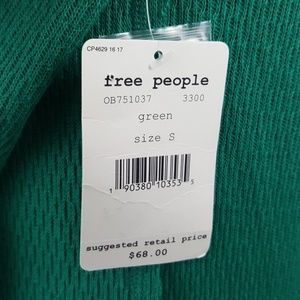 CP4629 16 17
free people
OB751037 3300
green
size S
1 90380 10353 5
suggested retail price
$68.00